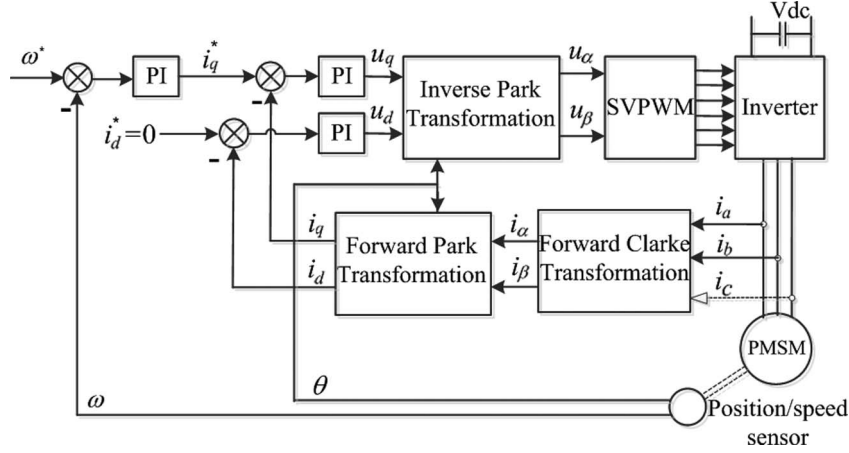 Vdc
ω*
PI
i*q
PI
uq
Inverse Park
Transformation
uα
SVPWM
Inverter
i*d=0
PI
ud
uβ
iq
Forward Park
Transformation
iα
Forward Clarke
Transformation
ia
ib
id
iβ
ic
PMSM
θ
ω
Position/speed
sensor
-
-
-